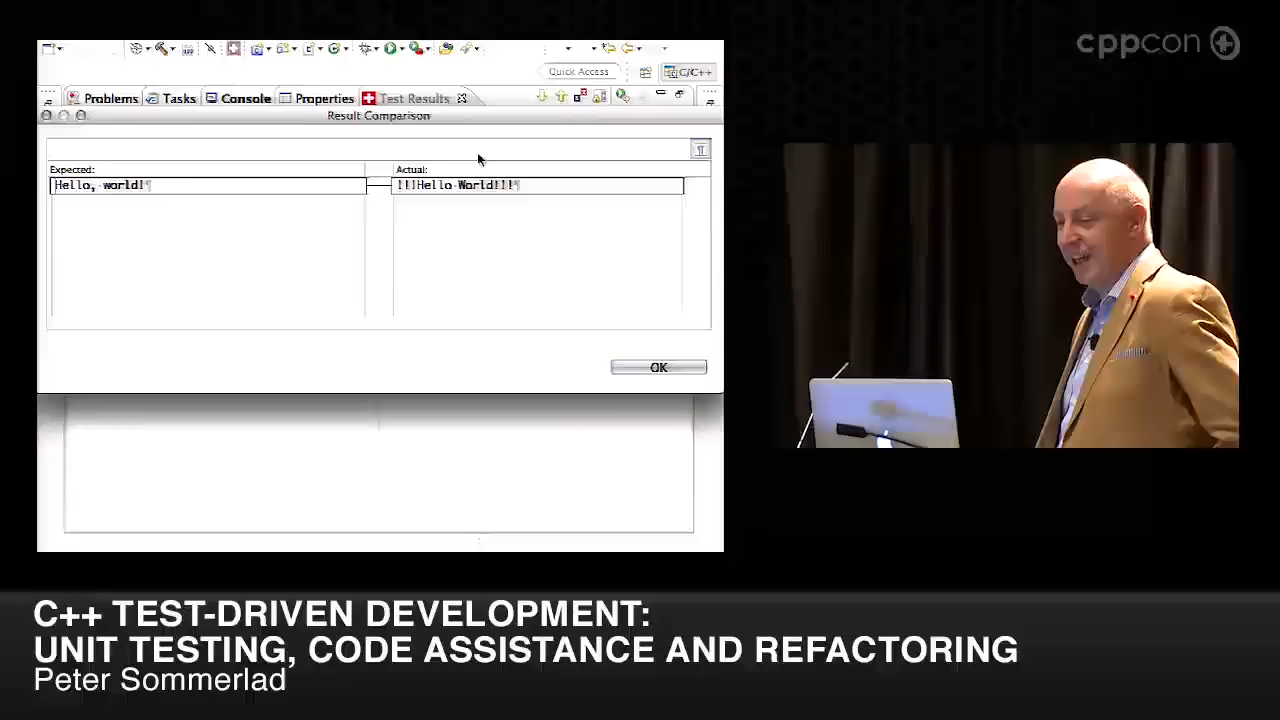 cppcon
Quick Access
C/C++
Problems Tasks Console Properties Test Results
Result Comparison
Expected: Actual:
Hello, world!¶ !!!Hello World!!!¶
OK
C++ TEST-DRIVEN DEVELOPMENT:
UNIT TESTING, CODE ASSISTANCE AND REFACTORING
Peter Sommerlad